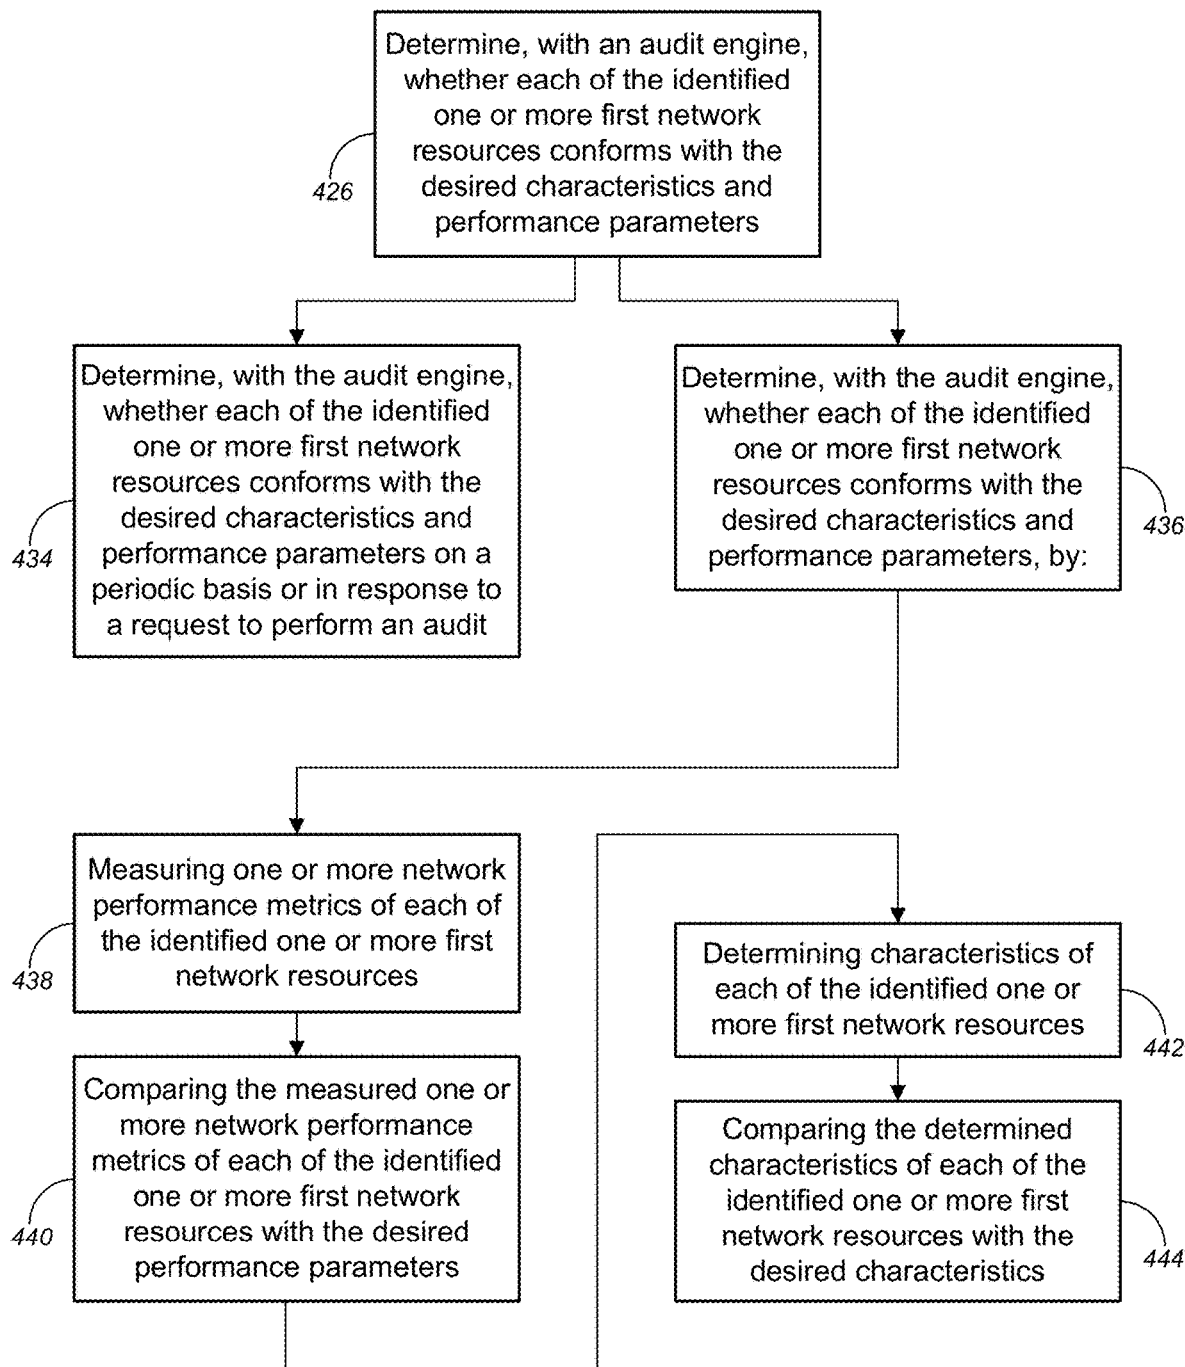 Determine, with an audit engine,
whether each of the identified
one or more first network
resources conforms with the
desired characteristics and
performance parameters
426
Determine, with the audit engine,
whether each of the identified
one or more first network
resources conforms with the
desired characteristics and
performance parameters on a
periodic basis or in response to
a request to perform an audit
434
Determine, with the audit engine,
whether each of the identified
one or more first network
resources conforms with the
desired characteristics and
performance parameters, by:
436
Measuring one or more network
performance metrics of each of
the identified one or more first
network resources
438
Comparing the measured one or
more network performance
metrics of each of the identified
one or more first network
resources with the desired
performance parameters
440
Determining characteristics of
each of the identified one or
more first network resources
442
Comparing the determined
characteristics of each of the
identified one or more first
network resources with the
desired characteristics
444